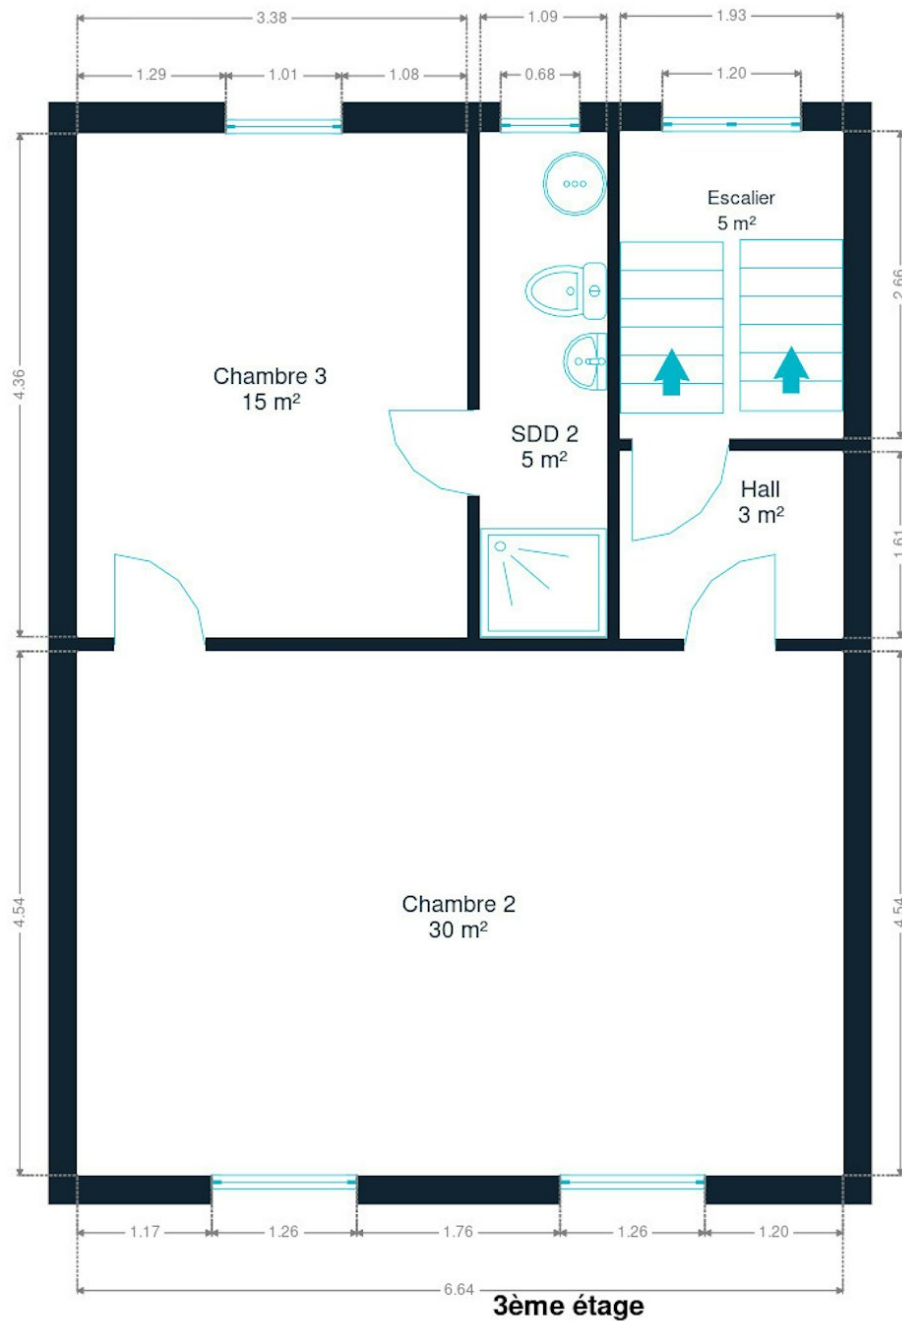 3.38
1.09
1.93
1.29
1.01
1.08
0.68
1.20
Escalier
5 m²
2.66
4.36
Chambre 3
15 m²
SDD 2
5 m²
Hall
3 m²
1.61
4.54
Chambre 2
30 m²
4.54
1.17
1.26
1.76
1.26
1.20
6.64
3ème étage